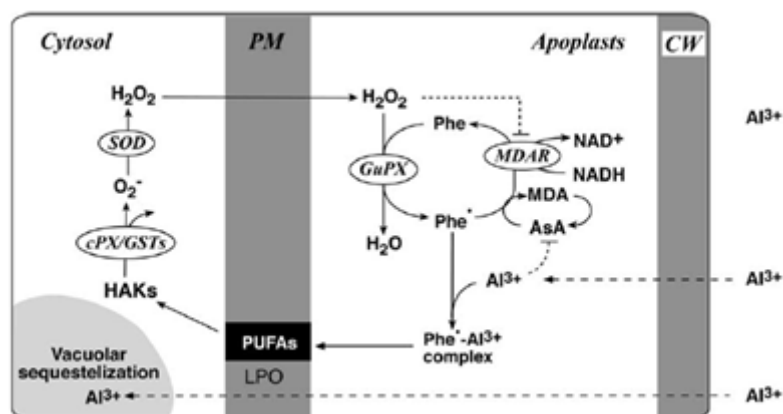 Cytosol
PM
Apoplasts
CW
H2O2
H2O2
Al3+
Phe
NAD+
SOD
MDAR
GuPX
NADH
O2-
MDA
Phe•
AsA
cPX/GSTs
H2O
Al3+
Al3+
HAKs
PUFAs
Phe•-Al3+
complex
Vacuolar
sequestelization
LPO
Al3+
Al3+